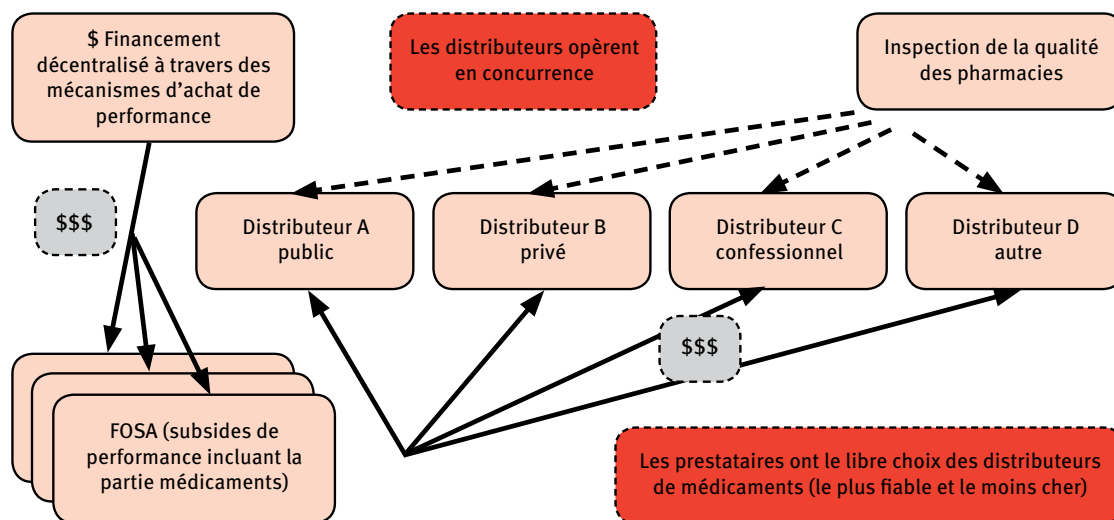 $ Financement
décentralisé à travers des
mécanismes d'achat de
performance
Les distributeurs opèrent
en concurrence
Inspection de la qualité
des pharmacies
$$$
Distributeur A
public
Distributeur B
privé
Distributeur C
confessionnel
Distributeur D
autre
$$$
FOSA (subsides de
performance incluant la
partie médicaments)
Les prestataires ont le libre choix des distributeurs
de médicaments (le plus fiable et le moins cher)